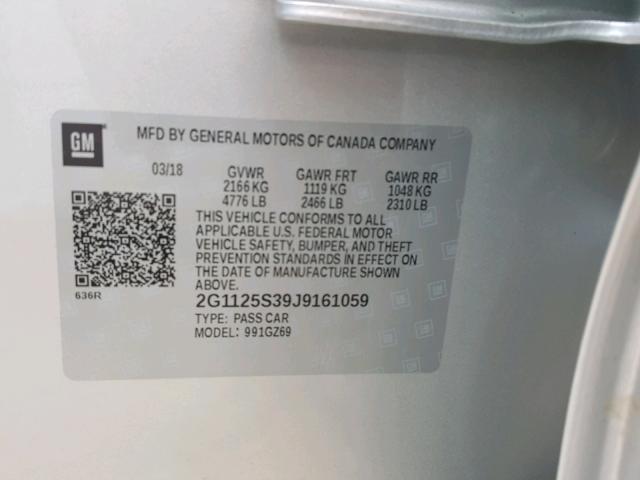 GM
MFD BY GENERAL MOTORS OF CANADA COMPANY
03/18 GVWR GAWR FRT GAWR RR
2166 KG 1119 KG 1048 KG
4776 LB 2466 LB 2310 LB
THIS VEHICLE CONFORMS TO ALL
APPLICABLE U.S. FEDERAL MOTOR
VEHICLE SAFETY, BUMPER, AND THEFT
PREVENTION STANDARDS IN EFFECT ON
THE DATE OF MANUFACTURE SHOWN
ABOVE.
636R
2G1125S39J9161059
TYPE: PASS CAR
MODEL: 991GZ69